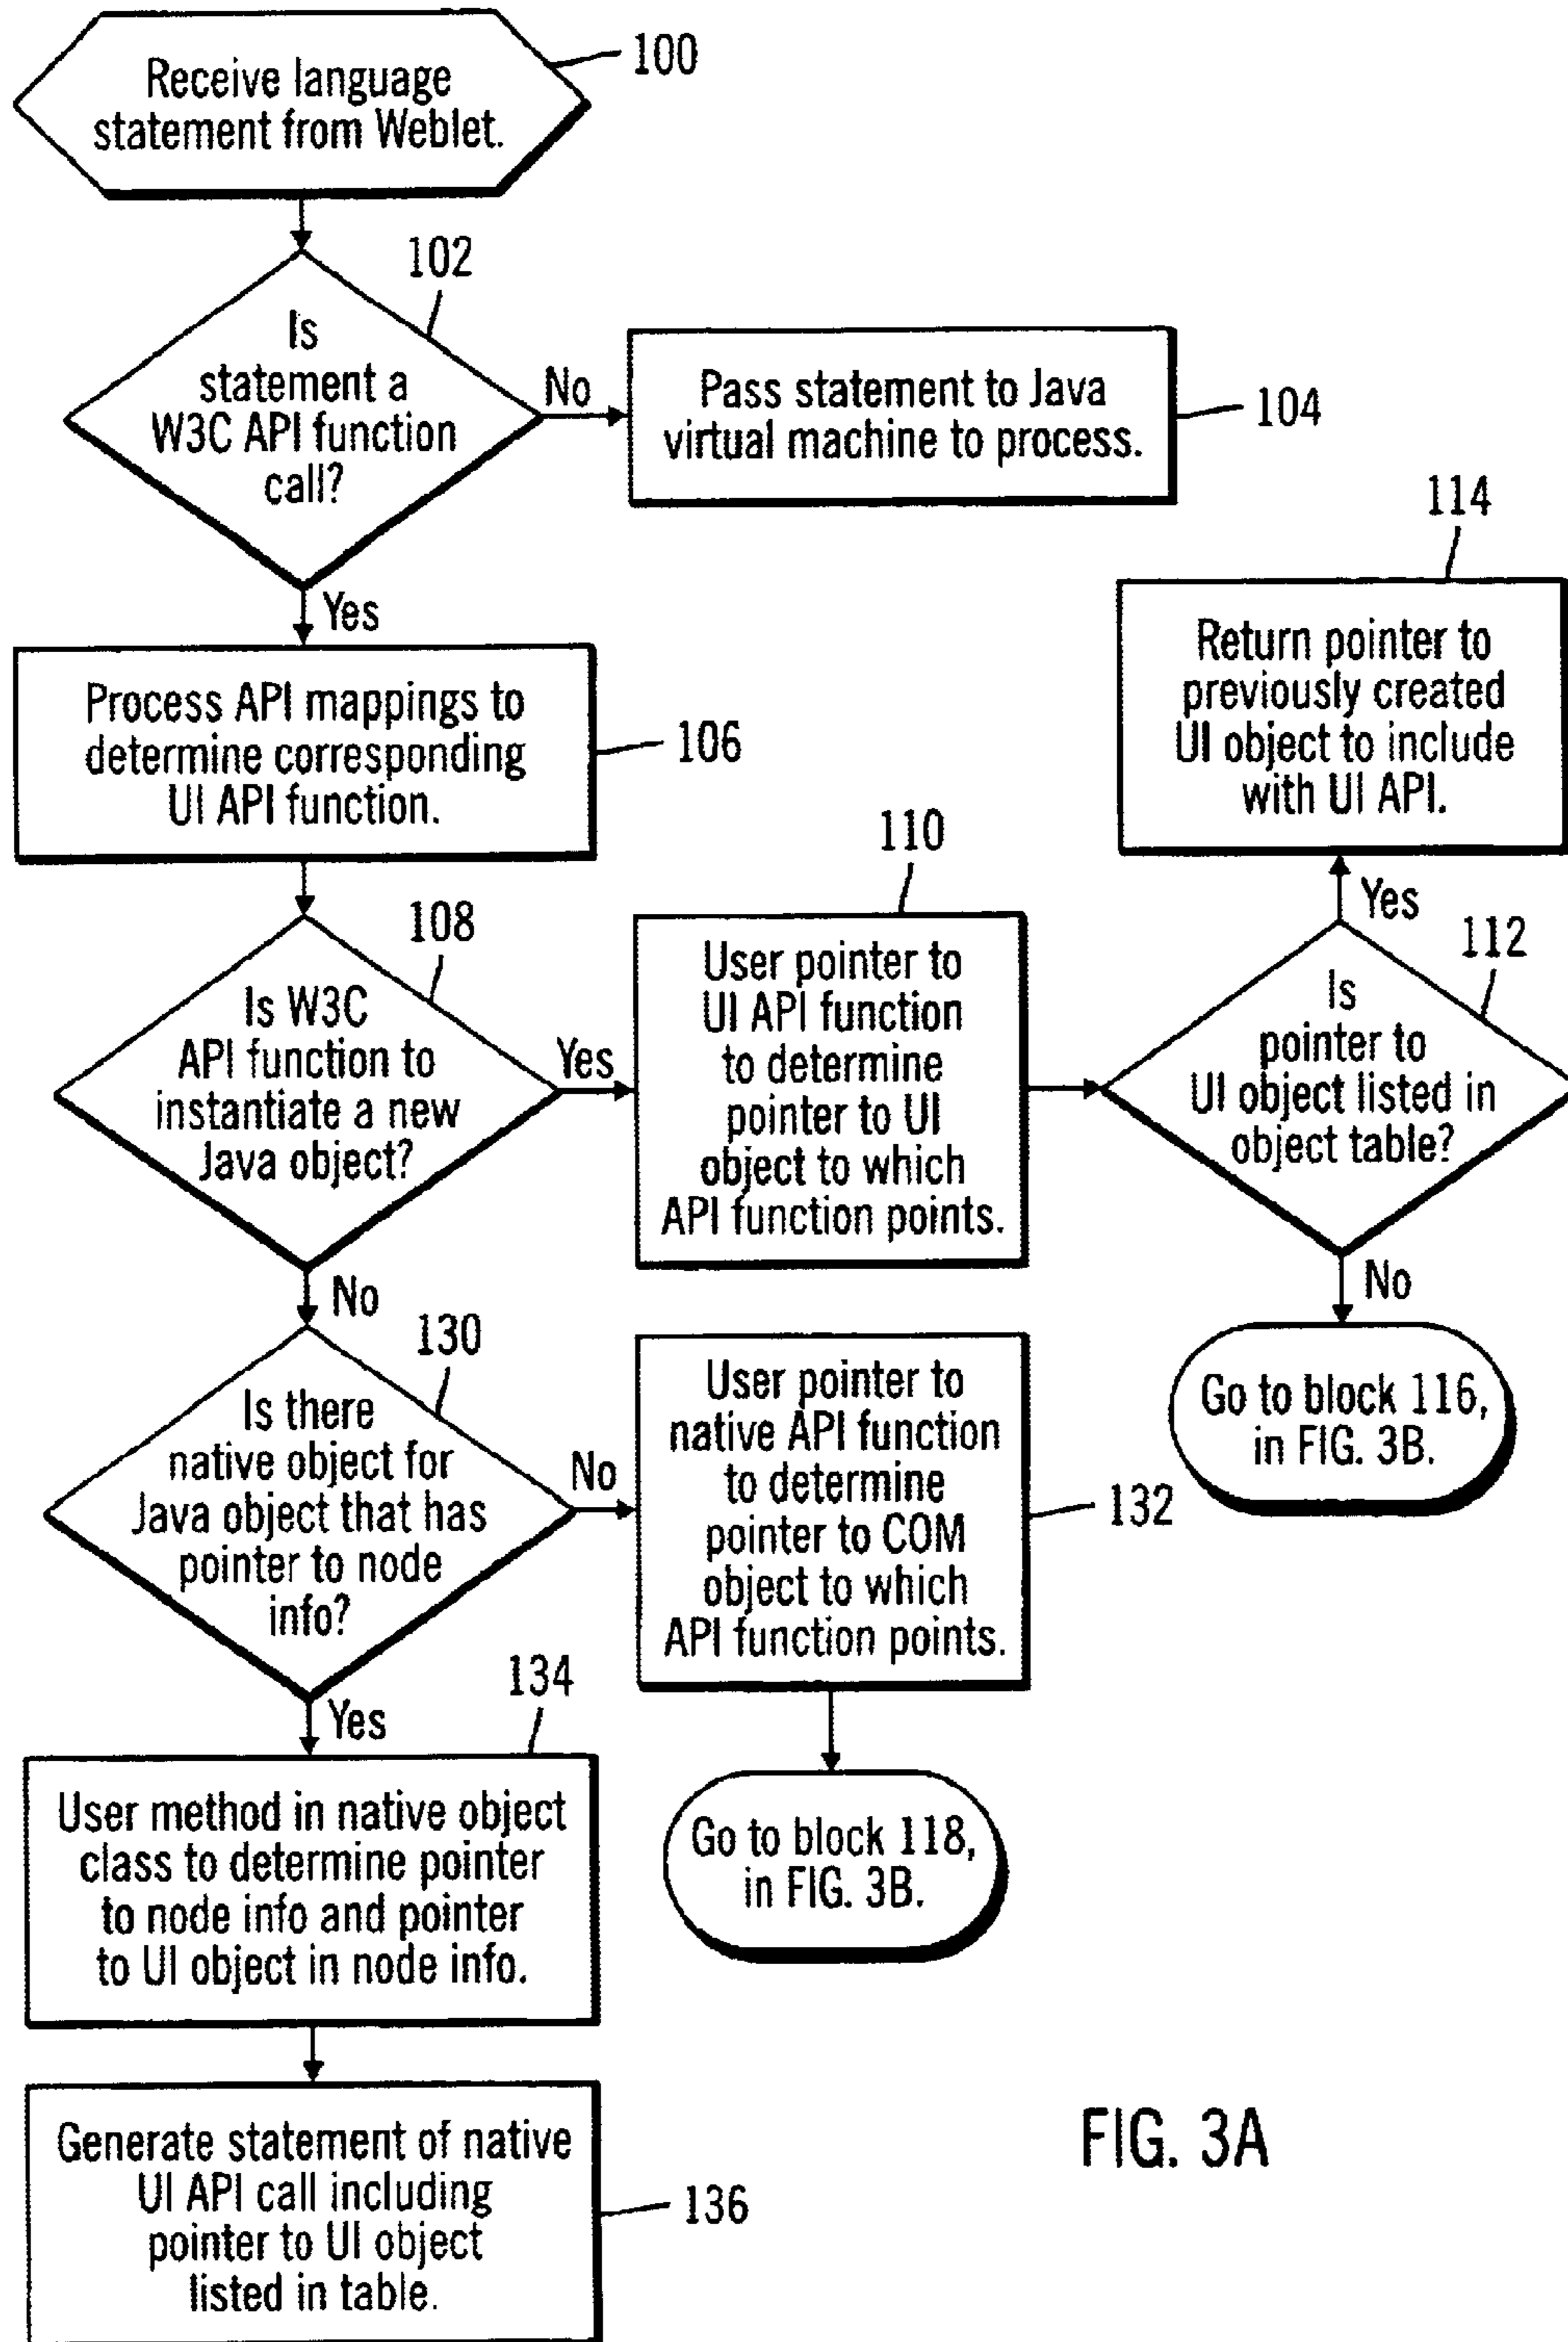 Receive language
statement from Weblet.
100
102
Is
statement a
W3C API function
call?
No
Pass statement to Java
virtual machine to process.
104
Yes
114
Return pointer to
previously created
UI object to include
with UI API.
Process API mappings to
determine corresponding
UI API function.
106
110
Yes
108
112
Is W3C
API function to
instantiate a new
Java object?
Yes
User pointer to
UI API function
to determine
pointer to UI
object to which
API function points.
Is
pointer to
UI object listed in
object table?
No
No
130
Is there
native object for
Java object that has
pointer to node
info?
No
User pointer to
native API function
to determine
pointer to COM
object to which
API function points.
132
Go to block 116,
in FIG. 3B.
Yes
134
User method in native object
class to determine pointer
to node info and pointer
to UI object in node info.
Go to block 118,
in FIG. 3B.
Generate statement of native
UI API call including
pointer to UI object
listed in table.
136
FIG. 3A